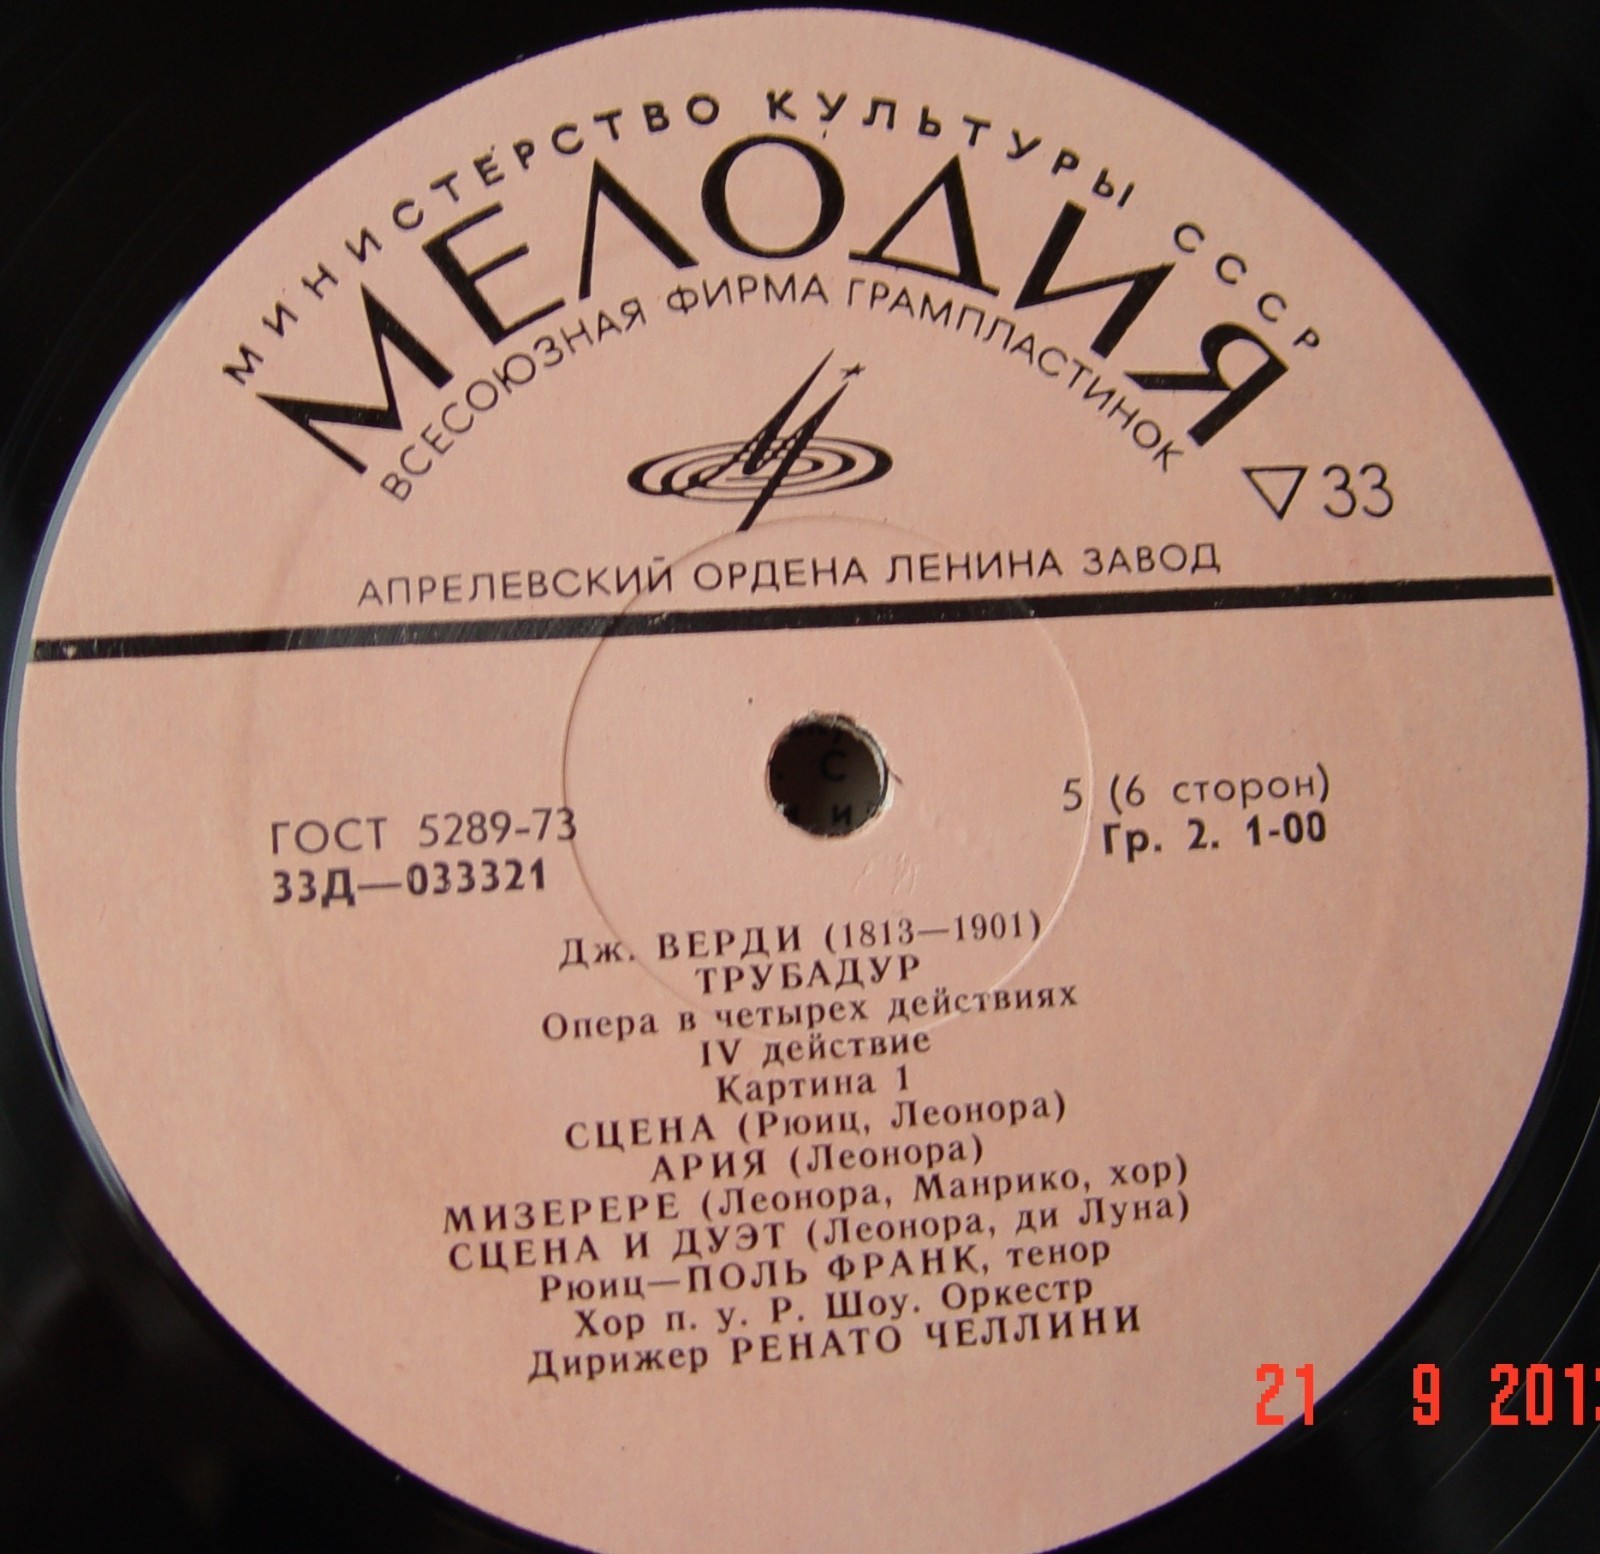 МИНИСТЕРСТВО КУЛЬТУРЫ СССР
МЕЛОДИЯ
ВСЕСОЮЗНАЯ ФИРМА ГРАМПЛАСТИНОК
▽33
АПРЕЛЕВСКИЙ ОРДЕНА ЛЕНИНА ЗАВОД
ГОСТ 5289-73
33Д—033321
5 (6 сторон)
Гр. 2. 1-00
Дж. ВЕРДИ (1813—1901)
ТРУБАДУР
Опера в четырех действиях
IV действие
Картина 1
СЦЕНА (Рюиц, Леонора)
АРИЯ (Леонора)
МИЗЕРЕРЕ (Леонора, Манрико, хор)
СЦЕНА И ДУЭТ (Леонора, ди Луна)
Рюиц—ПОЛЬ ФРАНК, тенор
Хор п. у. Р. Шоу. Оркестр
Дирижер РЕНАТО ЧЕЛЛИНИ
21 9